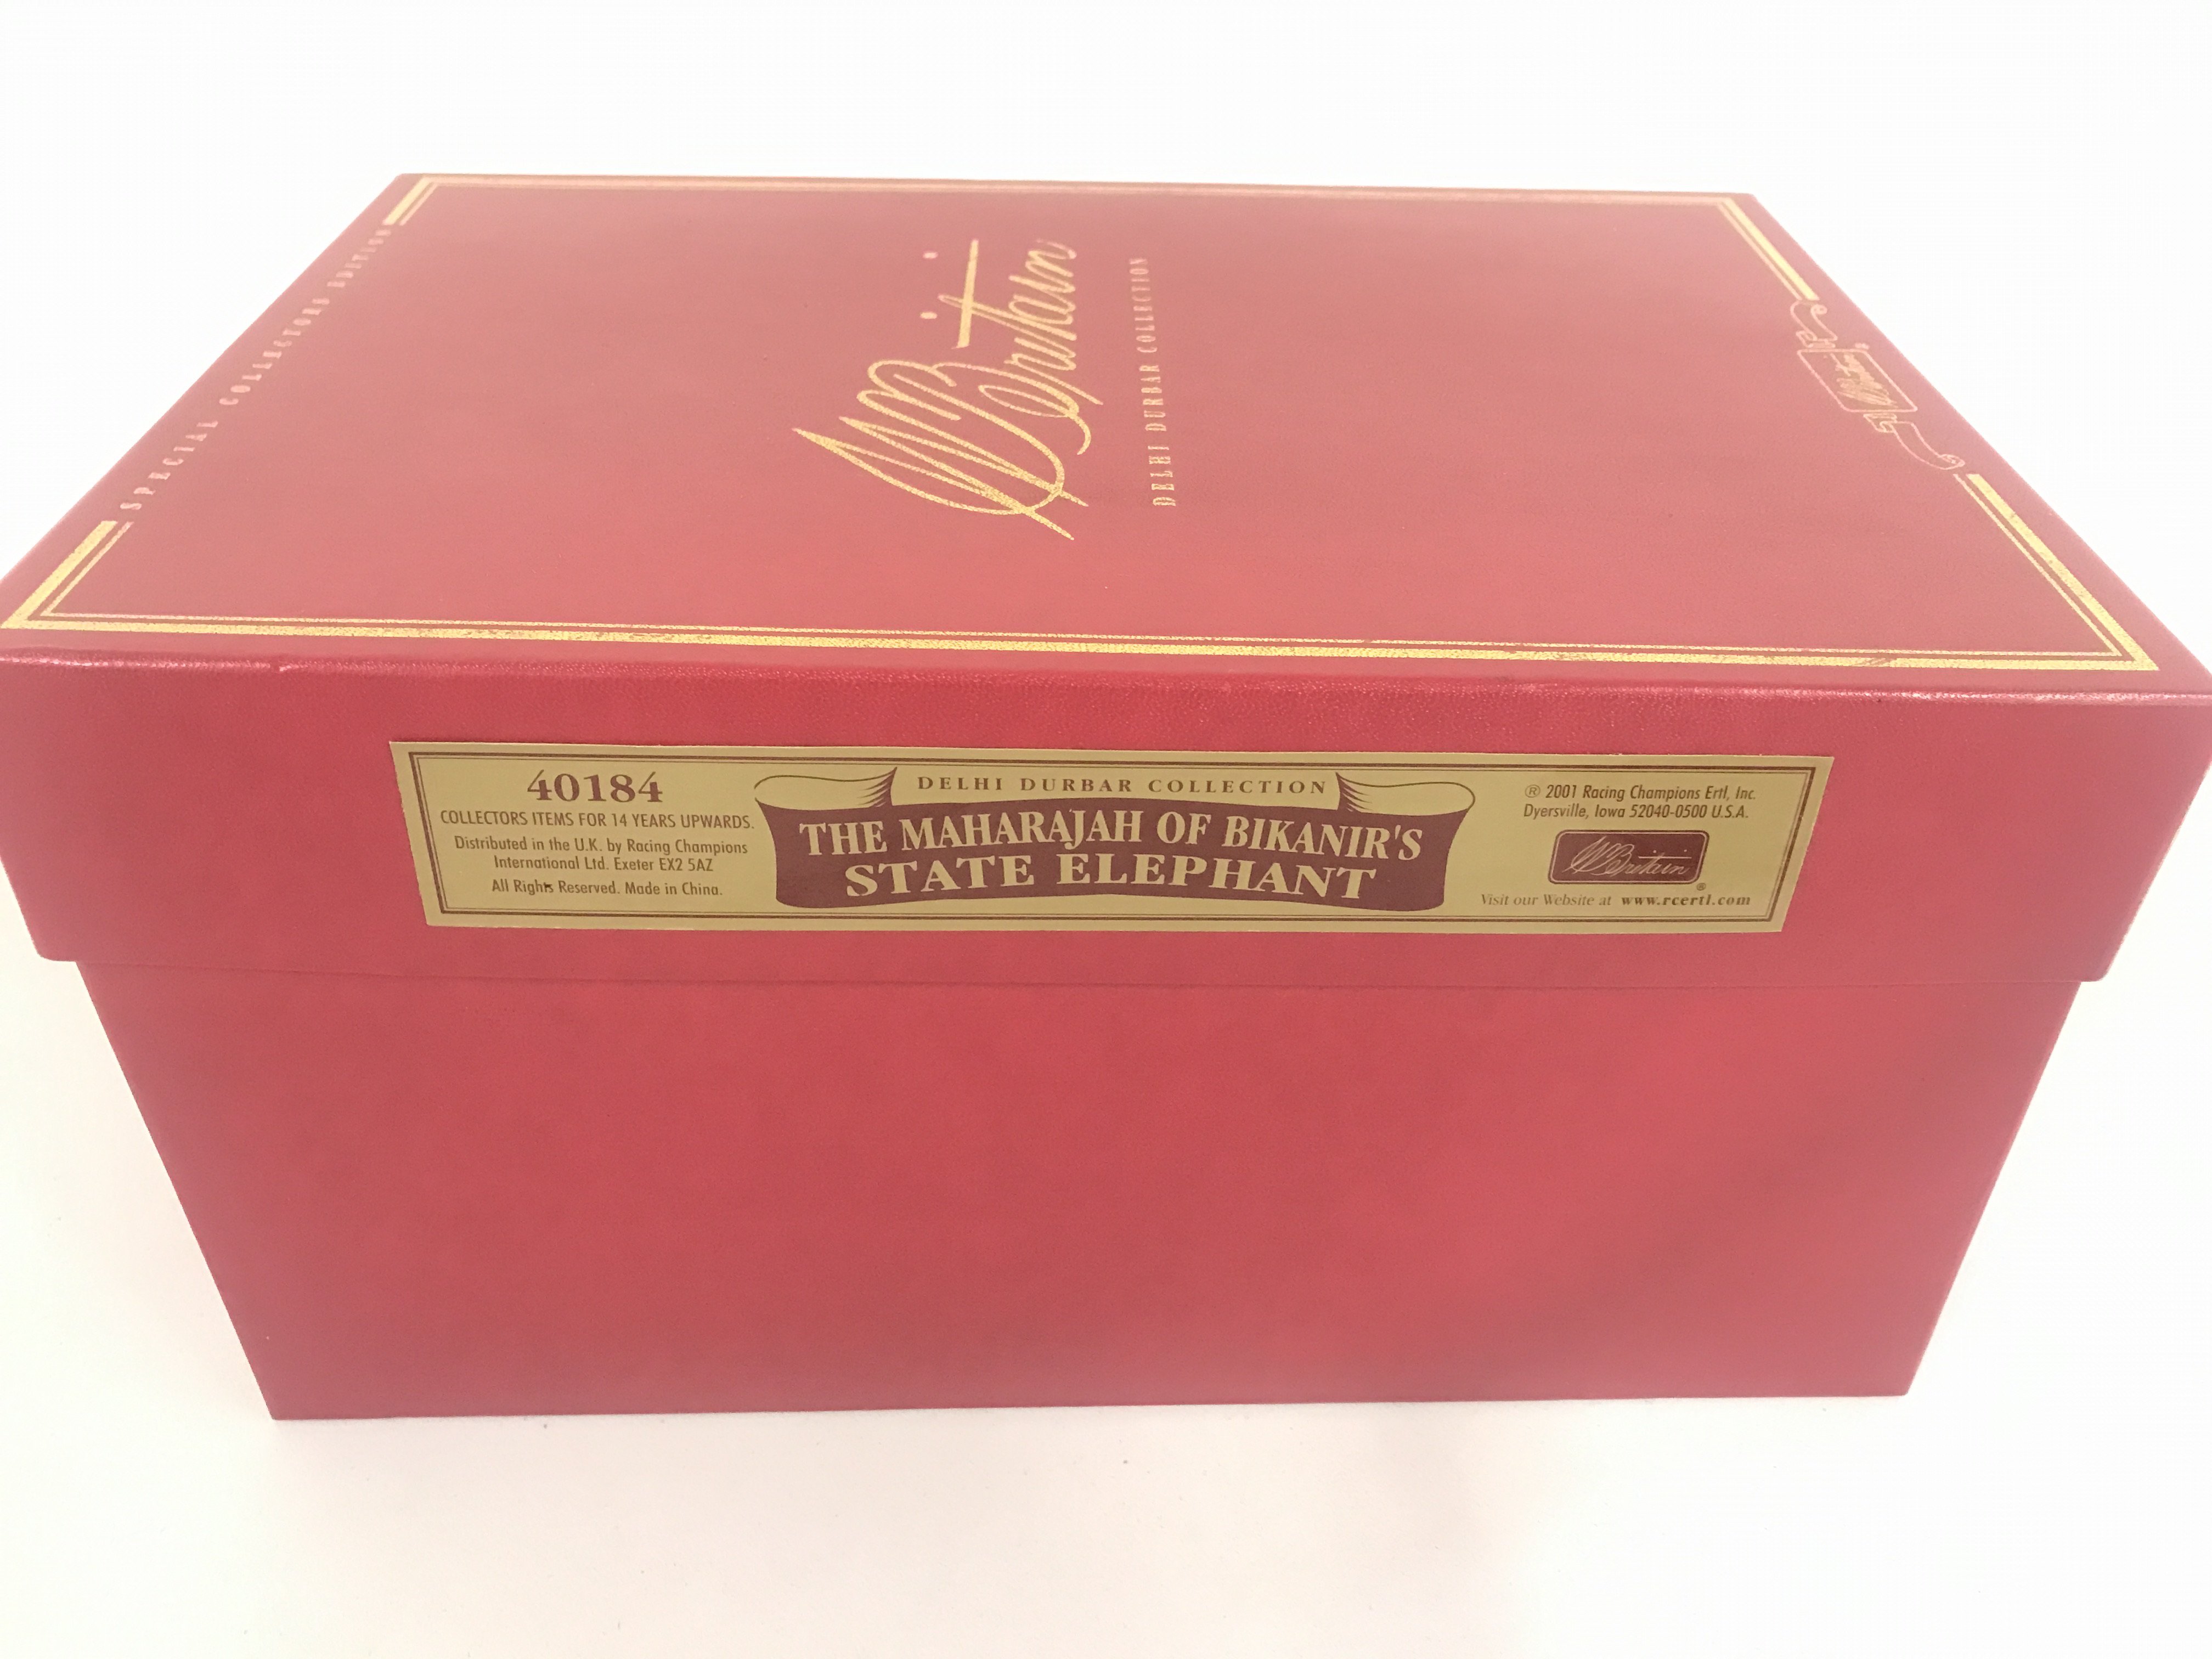 SPECIAL COLLECTORS EDITION
W Britain
DELHI DURBAR COLLECTION
W Britain
40184
COLLECTORS ITEMS FOR 14 YEARS UPWARDS.
Distributed in the U.K. by Racing Champions
International Ltd. Exeter EX2 5AZ
All Rights Reserved. Made in China.
DELHI DURBAR COLLECTION
THE MAHARAJAH OF BIKANIR'S
STATE ELEPHANT
® 2001 Racing Champions Ertl, Inc.
Dyersville, Iowa 52040-0500 U.S.A.
W Britain ®
Visit our Website at www.rcertl.com